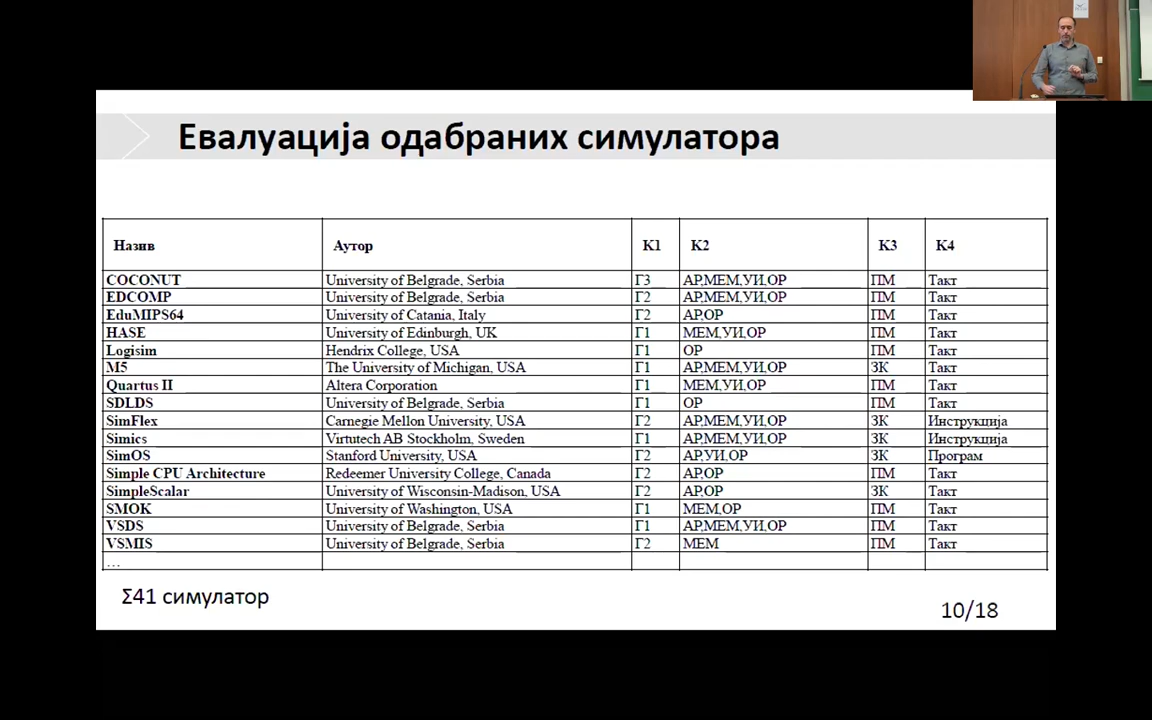 Евалуација одабраних симулатора
Назив Аутор К1 К2 К3 К4
COCONUT University of Belgrade, Serbia Г3 АР,МЕМ,УИ,ОР ПМ Такт
EDCOMP University of Belgrade, Serbia Г2 АР,МЕМ,УИ,ОР ПМ Такт
EduMIPS64 University of Catania, Italy Г2 АР,ОР ПМ Такт
HASE University of Edinburgh, UK Г1 МЕМ,УИ,ОР ПМ Такт
Logisim Hendrix College, USA Г1 ОР ПМ Такт
M5 The University of Michigan, USA Г1 АР,МЕМ,УИ,ОР ЗК Такт
Quartus II Altera Corporation Г1 МЕМ,УИ,ОР ПМ Такт
SDLDS University of Belgrade, Serbia Г1 ОР ПМ Такт
SimFlex Carnegie Mellon University, USA Г2 АР,МЕМ,УИ,ОР ЗК Инструкција
Simics Virtutech AB Stockholm, Sweden Г1 АР,МЕМ,УИ,ОР ЗК Инструкција
SimOS Stanford University, USA Г2 АР,УИ,ОР ЗК Програм
Simple CPU Architecture Redeemer University College, Canada Г2 АР,ОР ПМ Такт
SimpleScalar University of Wisconsin-Madison, USA Г2 АР,ОР ЗК Такт
SMOK University of Washington, USA Г1 МЕМ,ОР ПМ Такт
VSDS University of Belgrade, Serbia Г1 АР,МЕМ,УИ,ОР ПМ Такт
VSMIS University of Belgrade, Serbia Г2 МЕМ ПМ Такт
...
Σ41 симулатор
10/18